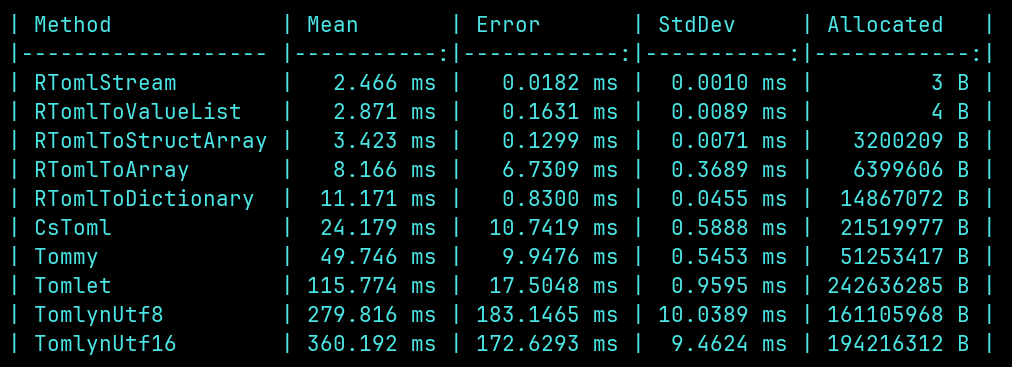 | Method             | Mean       | Error       | StdDev     | Allocated   |
|------------------- |-----------:|------------:|-----------:|------------:|
| RTomlStream        |   2.466 ms |   0.0182 ms |  0.0010 ms |         3 B |
| RTomlToValueList   |   2.871 ms |   0.1631 ms |  0.0089 ms |         4 B |
| RTomlToStructArray |   3.423 ms |   0.1299 ms |  0.0071 ms |   3200209 B |
| RTomlToArray       |   8.166 ms |   6.7309 ms |  0.3689 ms |   6399606 B |
| RTomlToDictionary  |  11.171 ms |   0.8300 ms |  0.0455 ms |  14867072 B |
| CsToml             |  24.179 ms |  10.7419 ms |  0.5888 ms |  21519977 B |
| Tommy              |  49.746 ms |   9.9476 ms |  0.5453 ms |  51253417 B |
| Tomlet             | 115.774 ms |  17.5048 ms |  0.9595 ms | 242636285 B |
| TomlynUtf8         | 279.816 ms | 183.1465 ms | 10.0389 ms | 161105968 B |
| TomlynUtf16        | 360.192 ms | 172.6293 ms |  9.4624 ms | 194216312 B |